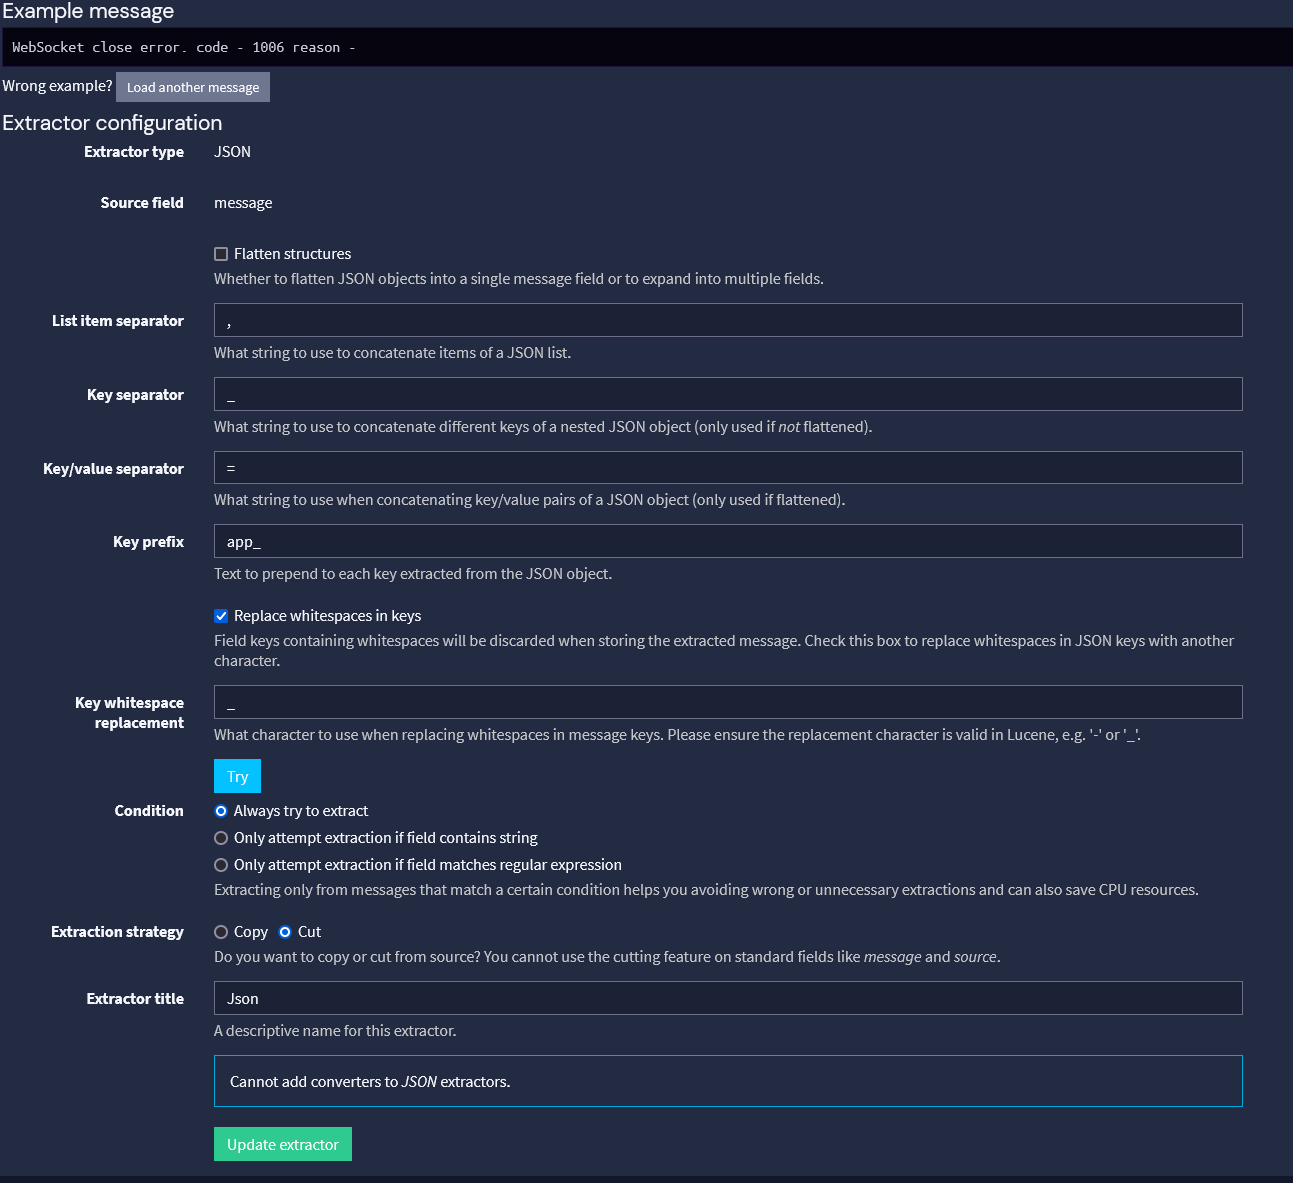 Example message
WebSocket close error. code - 1006 reason -
Wrong example? Load another message
Extractor configuration
Extractor type JSON
Source field message
Flatten structures
Whether to flatten JSON objects into a single message field or to expand into multiple fields.
List item separator ,
What string to use to concatenate items of a JSON list.
Key separator _
What string to use to concatenate different keys of a nested JSON object (only used if not flattened).
Key/value separator =
What string to use when concatenating key/value pairs of a JSON object (only used if flattened).
Key prefix app_
Text to prepend to each key extracted from the JSON object.
Replace whitespaces in keys
Field keys containing whitespaces will be discarded when storing the extracted message. Check this box to replace whitespaces in JSON keys with another
character.
Key whitespace
replacement _
What character to use when replacing whitespaces in message keys. Please ensure the replacement character is valid in Lucene, e.g. '-' or '_'.
Try
Condition Always try to extract
Only attempt extraction if field contains string
Only attempt extraction if field matches regular expression
Extracting only from messages that match a certain condition helps you avoiding wrong or unnecessary extractions and can also save CPU resources.
Extraction strategy Copy Cut
Do you want to copy or cut from source? You cannot use the cutting feature on standard fields like message and source.
Extractor title Json
A descriptive name for this extractor.
Cannot add converters to JSON extractors.
Update extractor